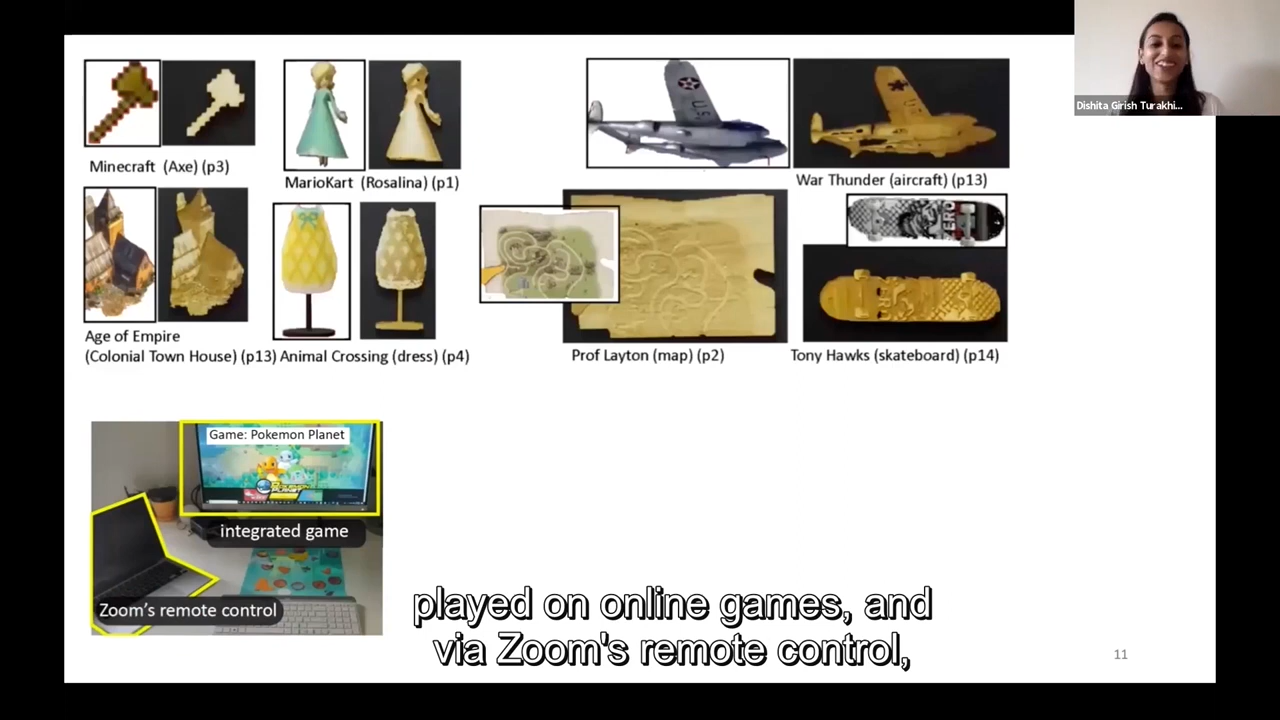 Dishita Girish Turakhi...
Minecraft (Axe) (p3)
MarioKart (Rosalina) (p1)
War Thunder (aircraft) (p13)
Age of Empire
(Colonial Town House) (p13)
Animal Crossing (dress) (p4)
Prof Layton (map) (p2)
Tony Hawks (skateboard) (p14)
Game: Pokemon Planet
integrated game
Zoom's remote control
played on online games, and
via Zoom's remote control,
11